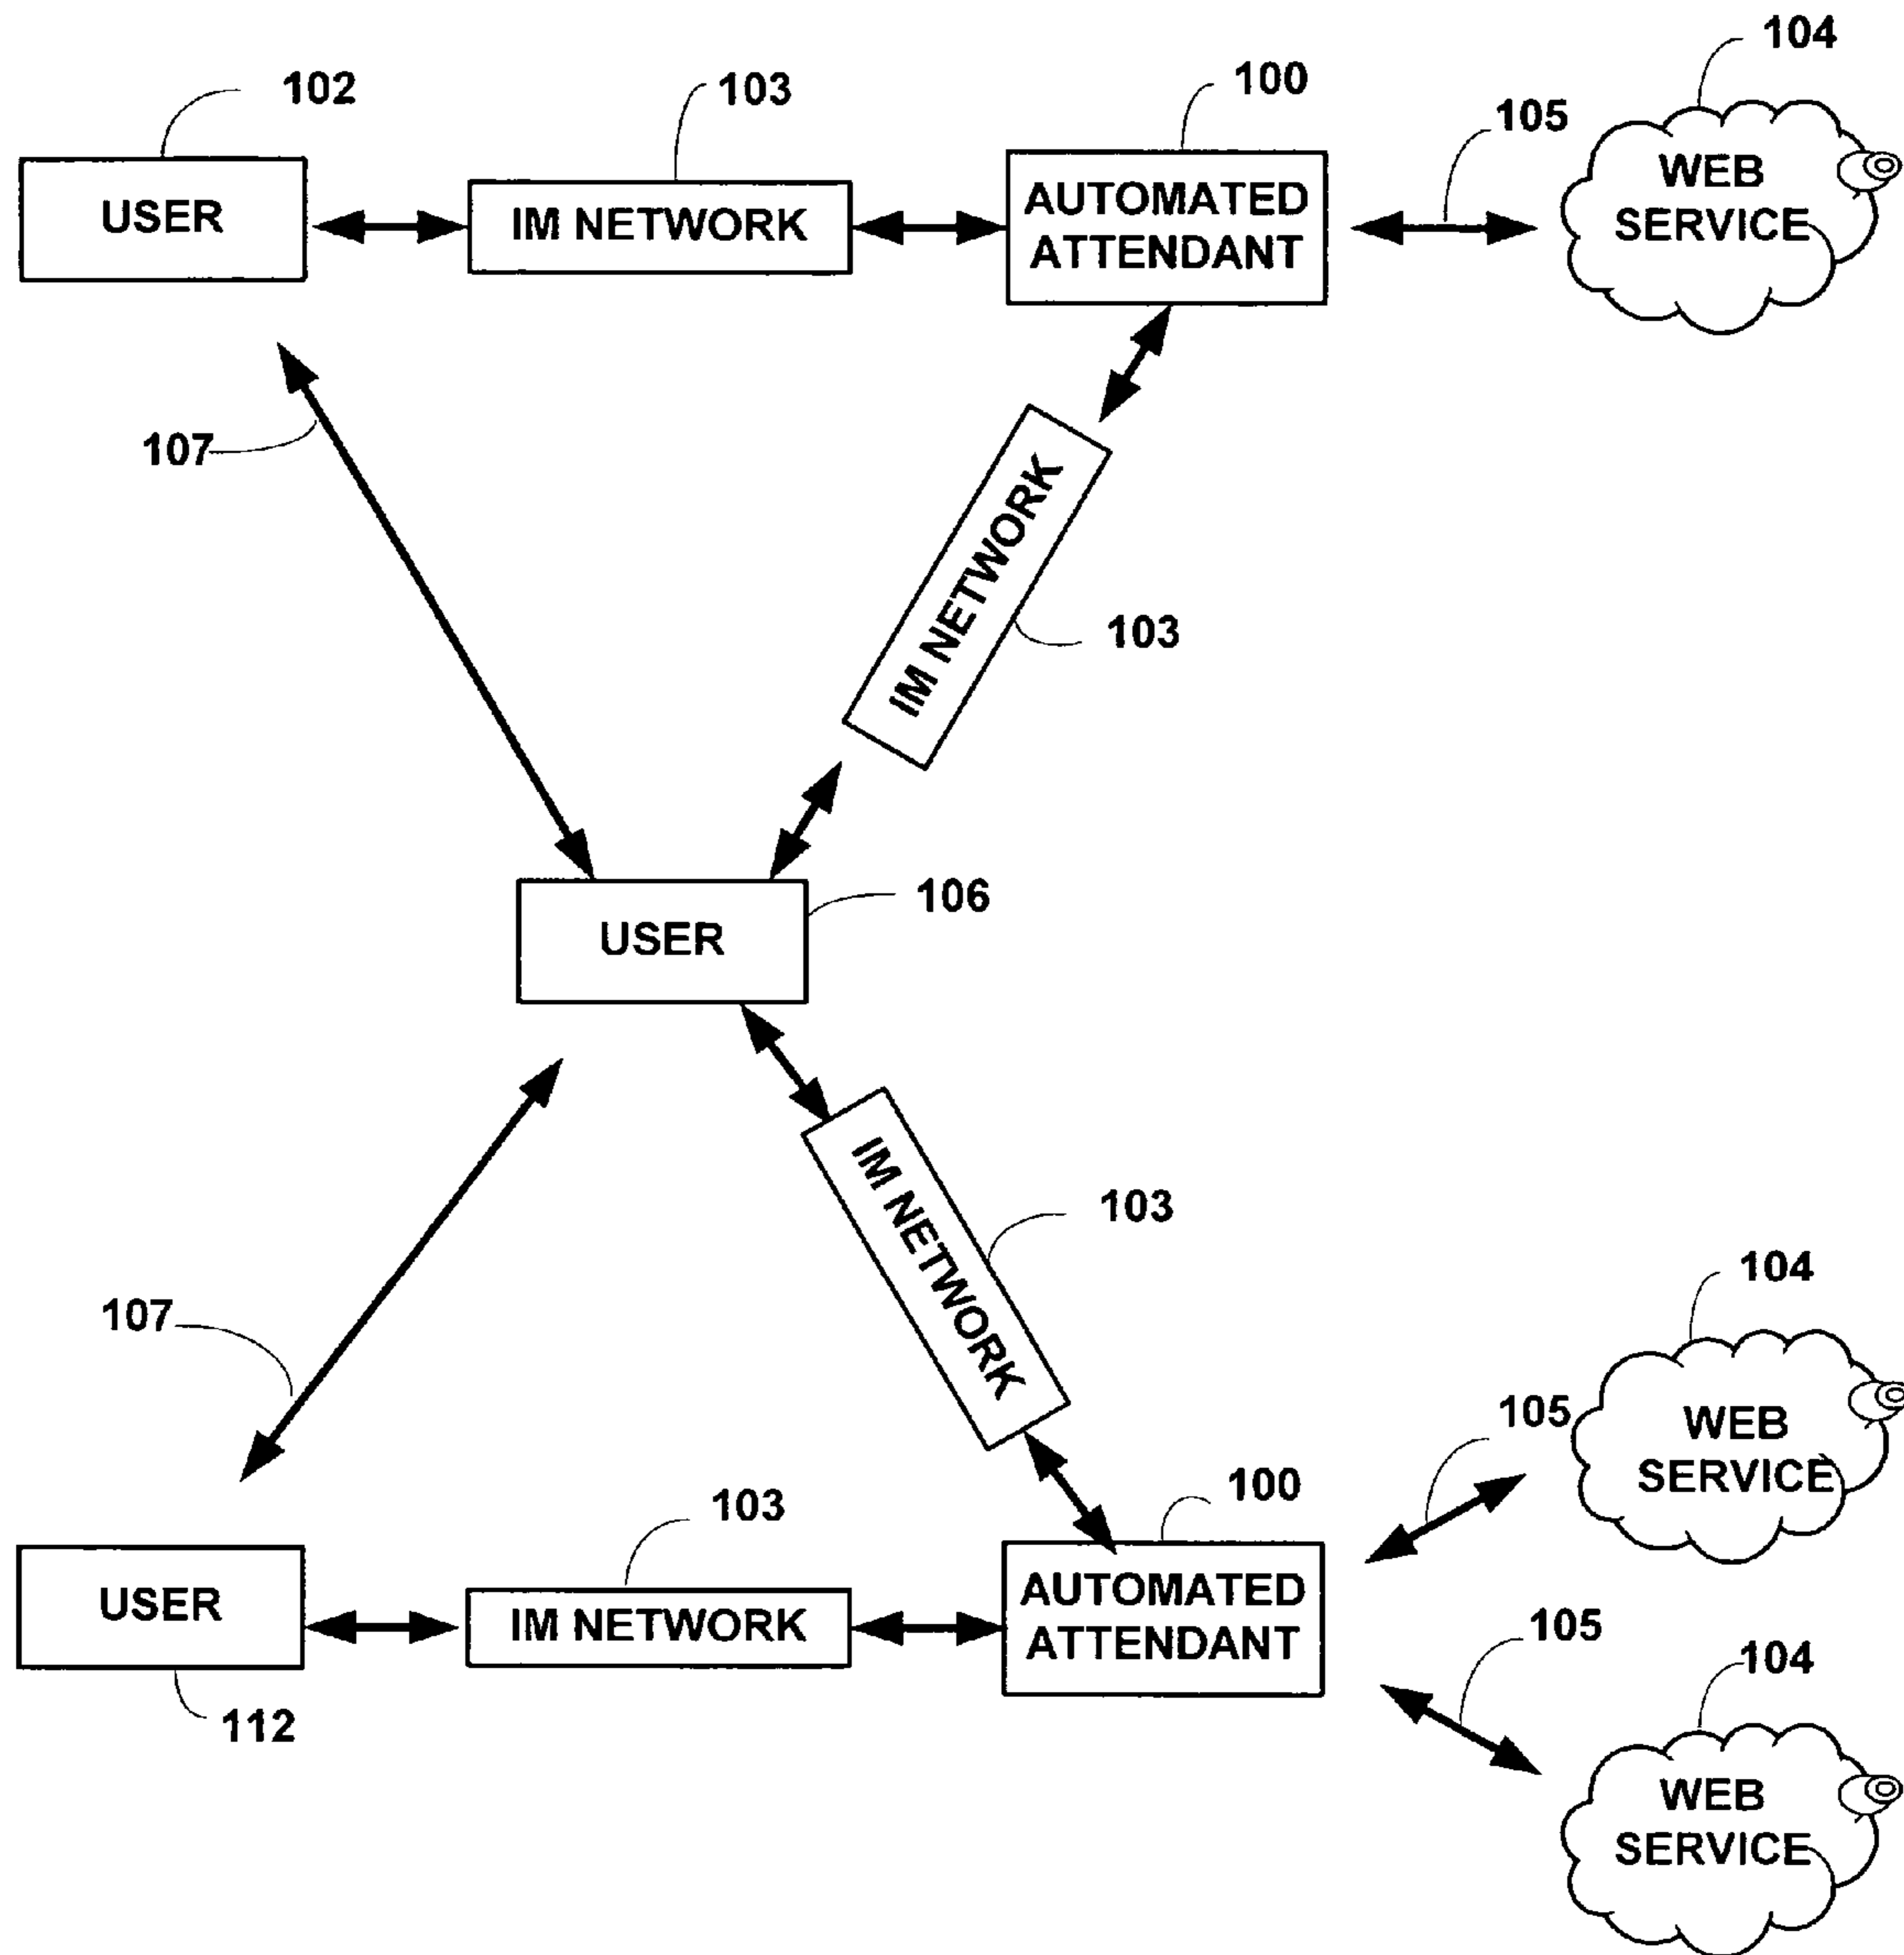 104
102
103
100
105
USER
IM NETWORK
AUTOMATED
ATTENDANT
WEB
SERVICE
107
IM NETWORK
103
106
USER
IM NETWORK
103
104
107
105
WEB
SERVICE
103
100
USER
IM NETWORK
AUTOMATED
ATTENDANT
105
104
112
WEB
SERVICE